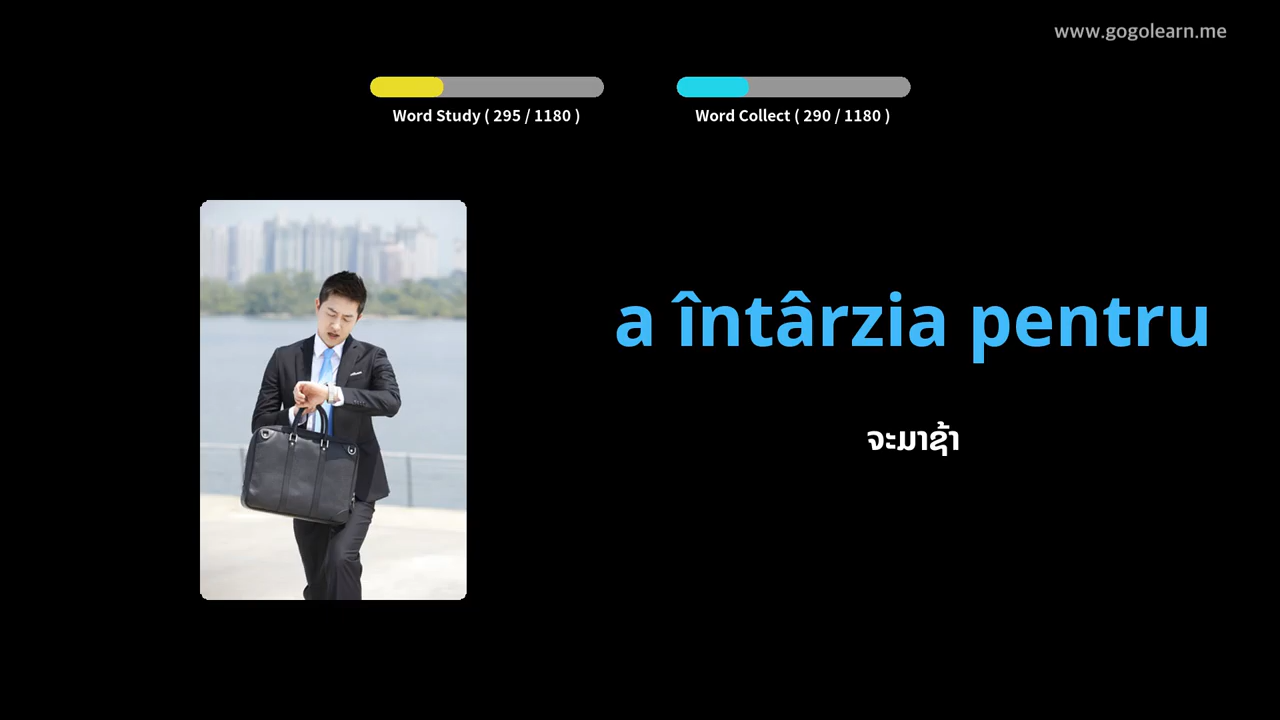 www.gogolearn.me
Word Study ( 295 / 1180 )
Word Collect ( 290 / 1180 )
a întârzia pentru
ຈະມາຊ້າ